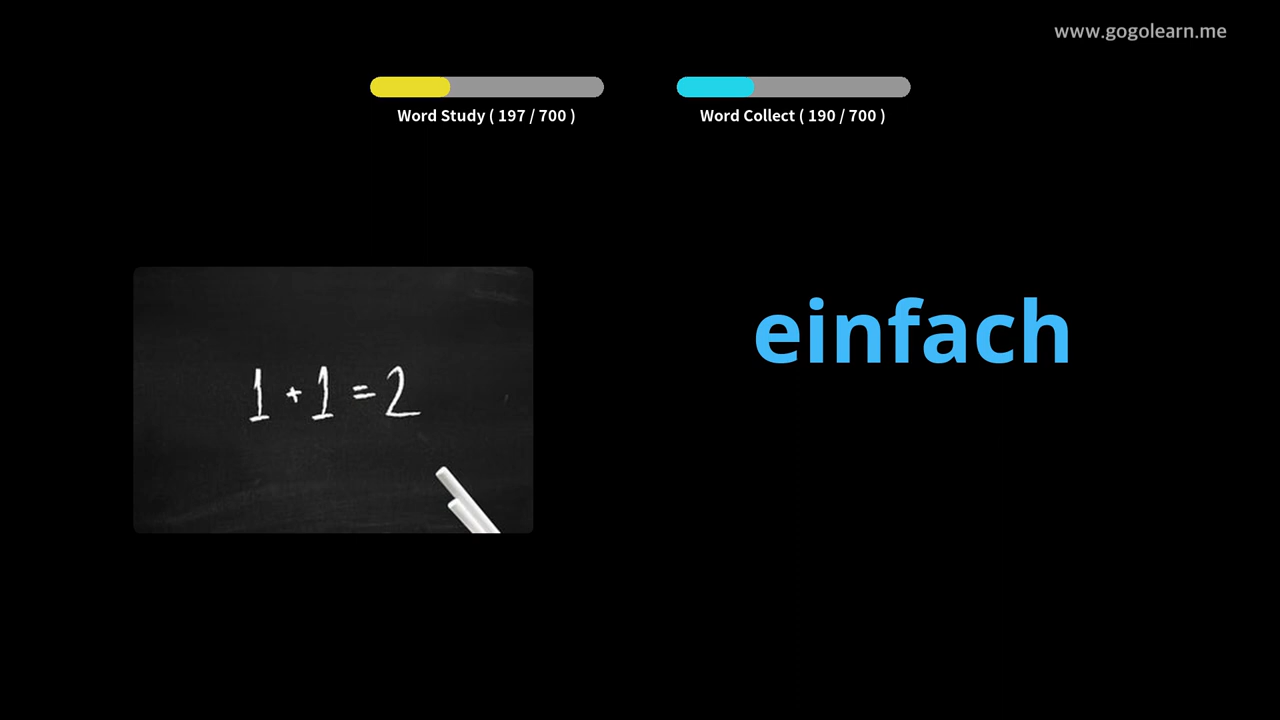 www.gogolearn.me
Word Study ( 197 / 700 )
Word Collect ( 190 / 700 )
1 + 1 = 2
einfach